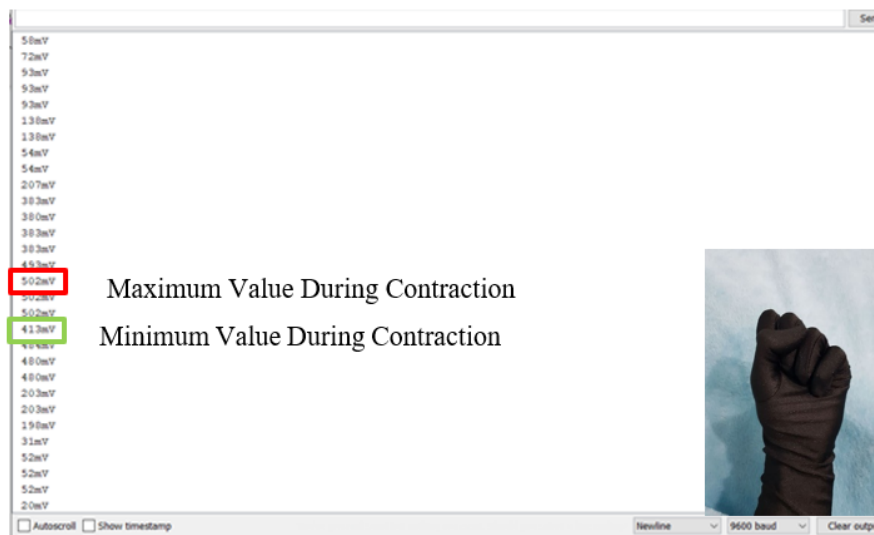 Sen
58mV
72mV
93mV
93mV
93mV
138mV
138mV
54mV
54mV
207mV
383mV
380mV
383mV
383mV
493mV
502mV
Maximum Value During Contraction
502mV
502mV
413mV
Minimum Value During Contraction
480mV
480mV
203mV
203mV
198mV
31mV
52mV
52mV
52mV
20mV
Autoscroll Show timestamp Newline 9600 baud Clear outp